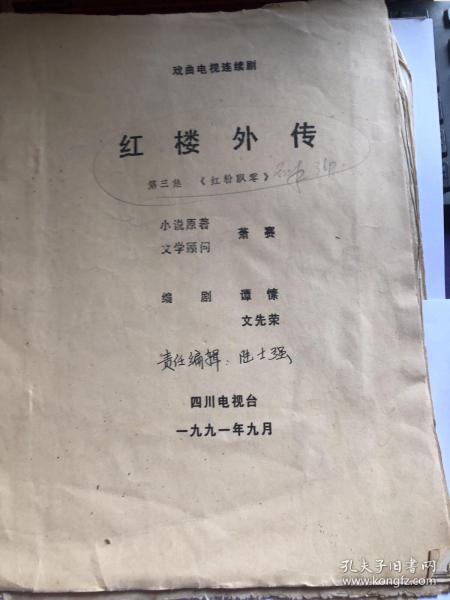 戏曲电视连续剧
红楼外传
第三集 《红粉飘零》
小说原著
文学顾问 萧赛
编剧 谭愫
文先荣
责任编辑：陆士强
四川电视台
一九九一年九月
孔夫子旧书网
www.kongfz.com